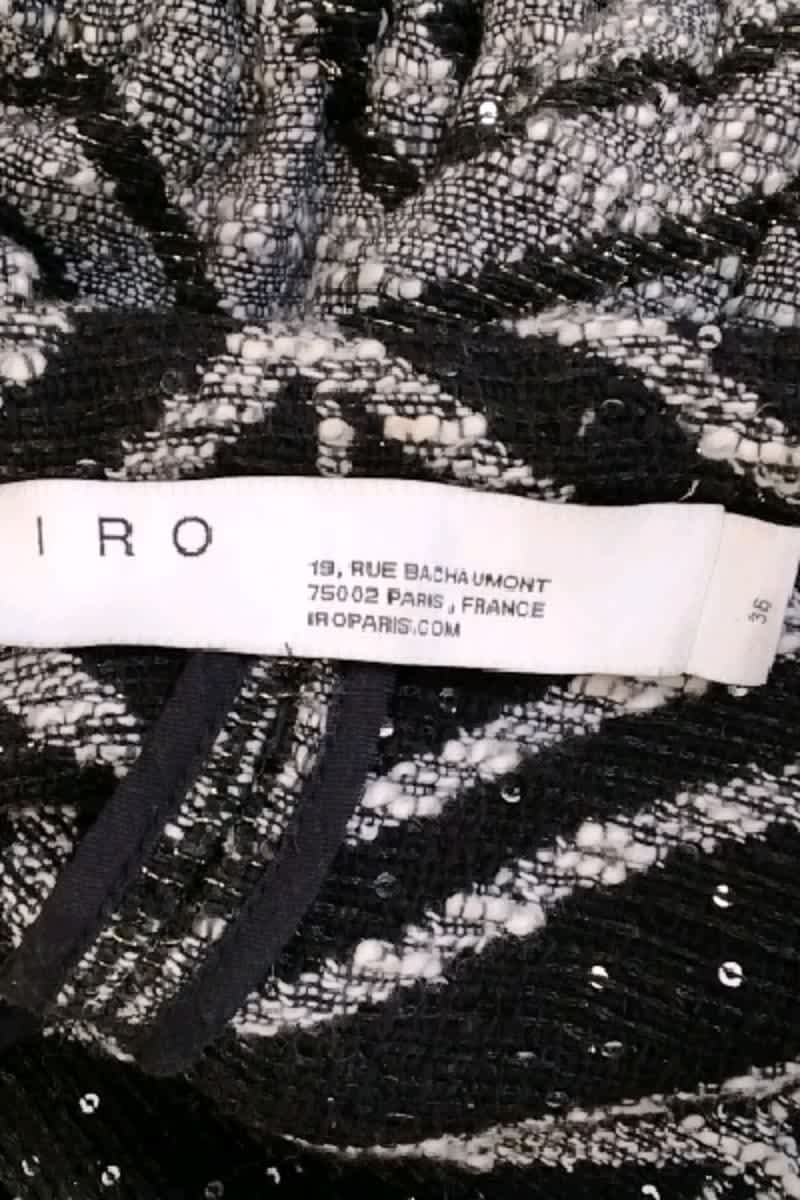 IRO
19, RUE BACHAUMONT
75002 PARIS, FRANCE
IROPARIS.COM
36